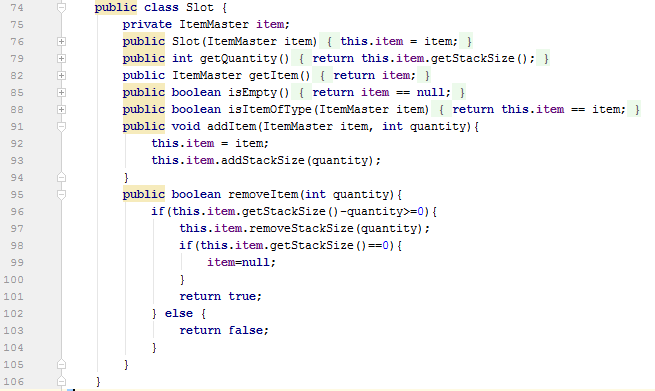 74 public class Slot {
75 private ItemMaster item;
76 public Slot(ItemMaster item) { this.item = item; }
79 public int getQuantity() { return this.item.getStackSize(); }
82 public ItemMaster getItem() { return item; }
85 public boolean isEmpty() { return item == null; }
88 public boolean isItemOfType(ItemMaster item) { return this.item == item; }
91 public void addItem(ItemMaster item, int quantity){
92 this.item = item;
93 this.item.addStackSize(quantity);
94 }
95 public boolean removeItem(int quantity){
96 if(this.item.getStackSize()-quantity>=0){
97 this.item.removeStackSize(quantity);
98 if(this.item.getStackSize()==0){
99 item=null;
100 }
101 return true;
102 } else {
103 return false;
104 }
105 }
106 }